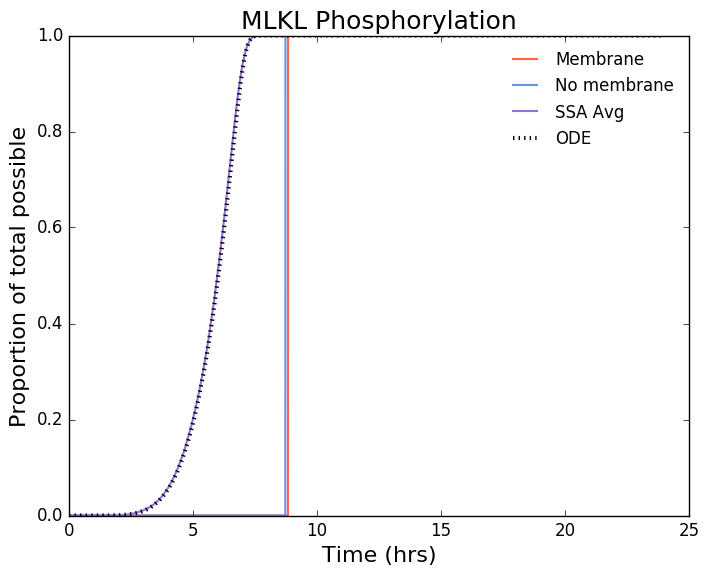 MLKL Phosphorylation
1.0
0.8
0.6
0.4
0.2
0.0
Proportion of total possible
Membrane
No membrane
SSA Avg
ODE
0 5 10 15 20 25
Time (hrs)